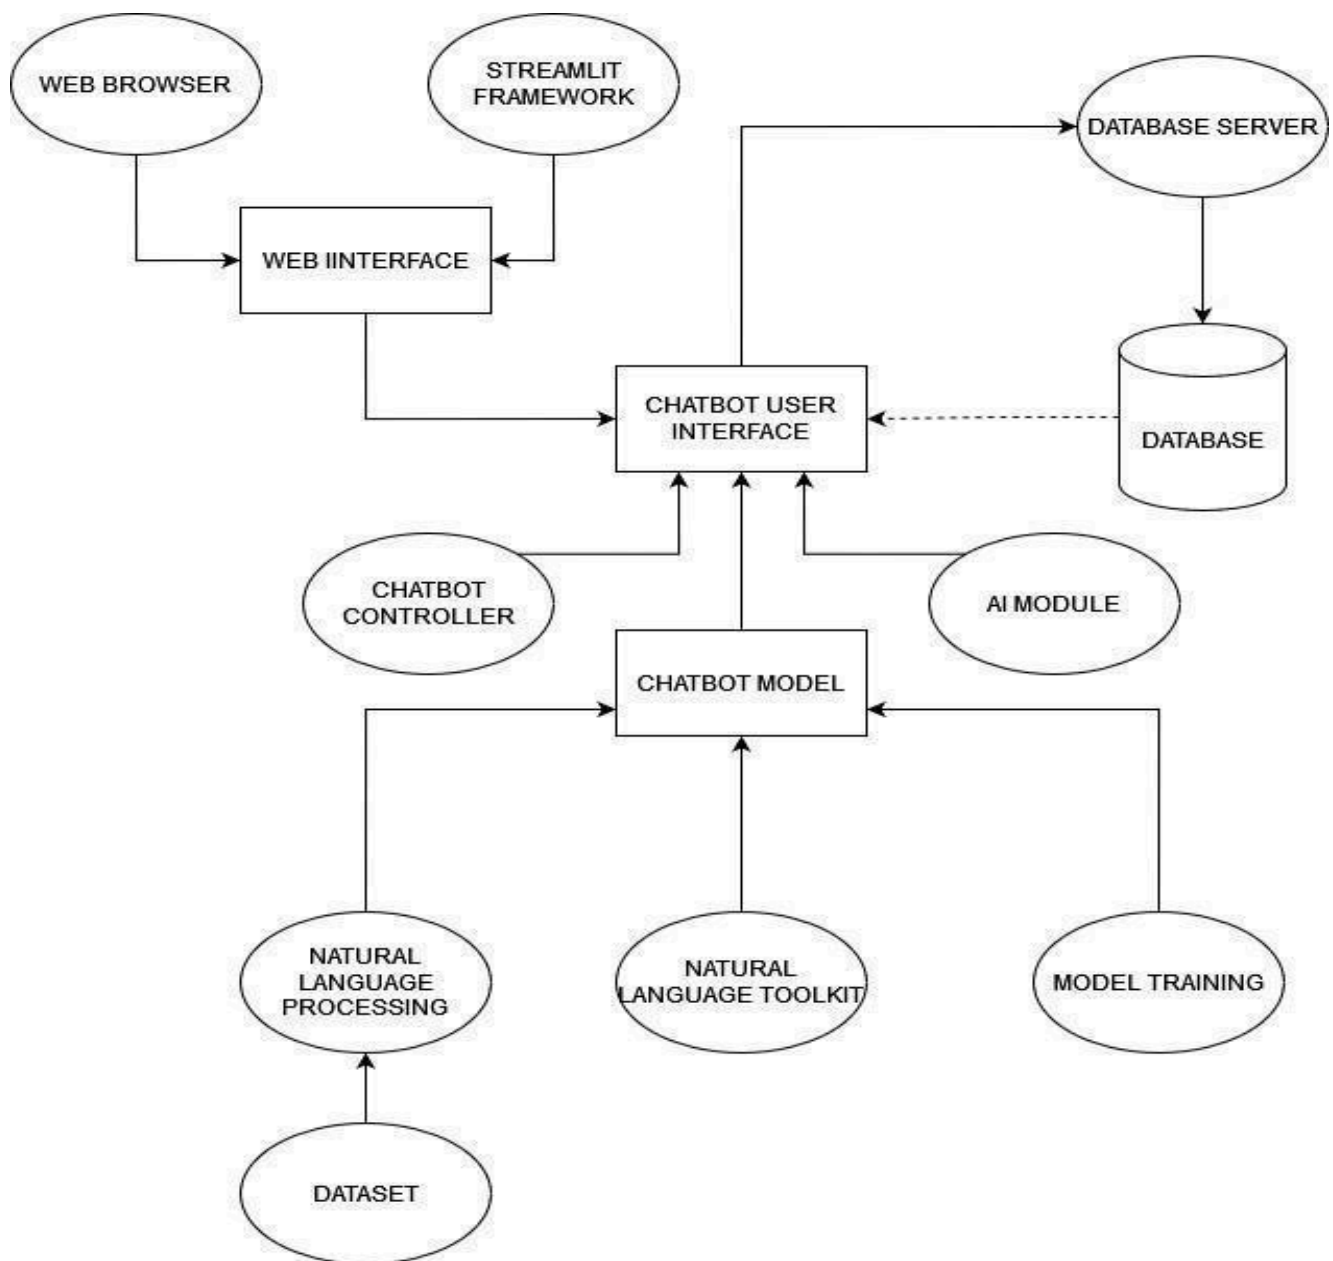 WEB BROWSER
STREAMLIT
FRAMEWORK
DATABASE SERVER
WEB IINTERFACE
CHATBOT USER
INTERFACE
DATABASE
CHATBOT
CONTROLLER
AI MODULE
CHATBOT MODEL
NATURAL
LANGUAGE
PROCESSING
NATURAL
LANGUAGE TOOLKIT
MODEL TRAINING
DATASET